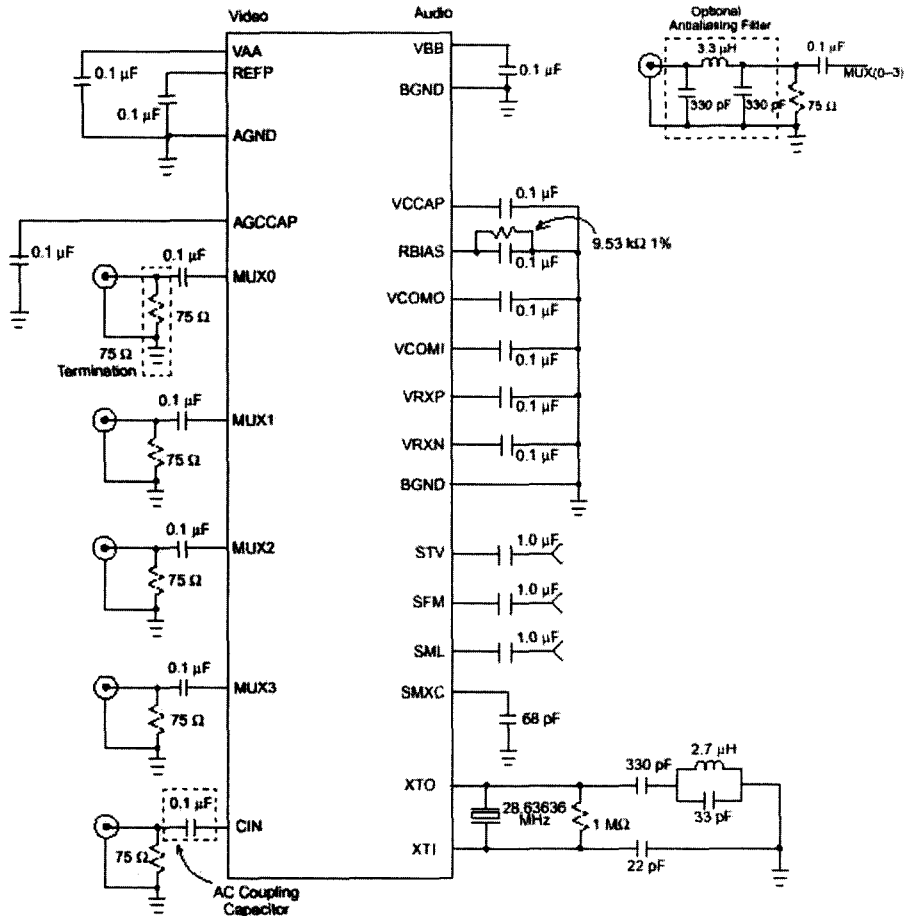 Video
Audio
Optional
Antialiasing Filter
VAA
0.1 µF
REFP
0.1 µF
AGND
VBB
0.1 µF
BGND
3.3 µH
0.1 µF
MUX(0–3)
330 pF
330 pF
75 Ω
AGCCAP
0.1 µF
0.1 µF
MUX0
75 Ω
75 Ω
Termination
0.1 µF
MUX1
75 Ω
0.1 µF
MUX2
75 Ω
0.1 µF
MUX3
75 Ω
0.1 µF
CIN
75 Ω
AC Coupling
Capacitor
VCCAP
0.1 µF
9.53 kΩ 1%
RBIAS
0.1 µF
VCOMO
0.1 µF
VCOMI
0.1 µF
VRXP
0.1 µF
VRXN
0.1 µF
BGND
STV
1.0 µF
SFM
1.0 µF
SML
1.0 µF
SMXC
68 pF
XTO
330 pF
2.7 µH
33 pF
28.63636
MHz
1 MΩ
XTI
22 pF